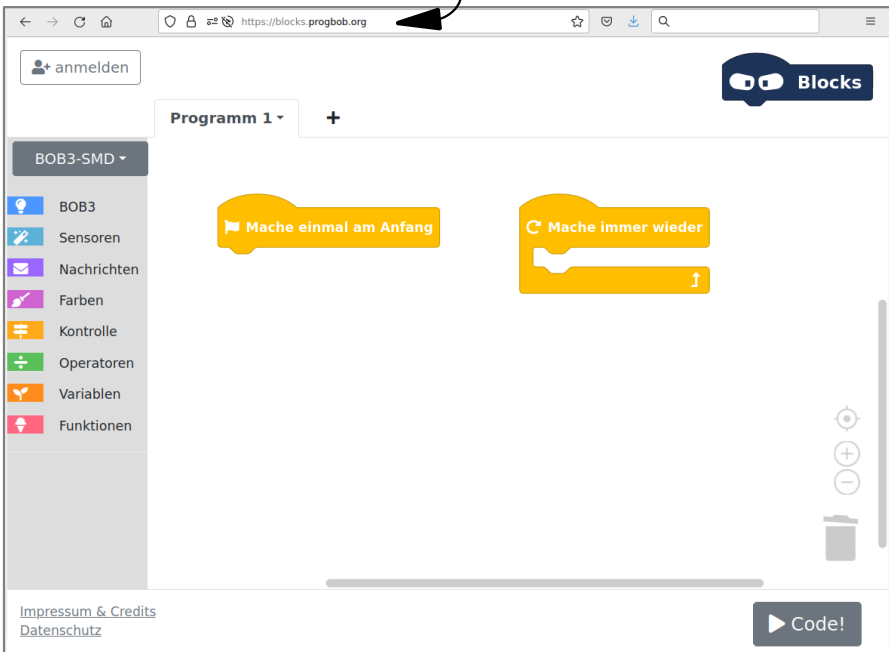 https://blocks.progbob.org
anmelden
Blocks
Programm 1
+
BOB3-SMD
BOB3
Sensoren
Nachrichten
Farben
Kontrolle
Operatoren
Variablen
Funktionen
Mache einmal am Anfang
Mache immer wieder
Impressum & Credits
Datenschutz
Code!